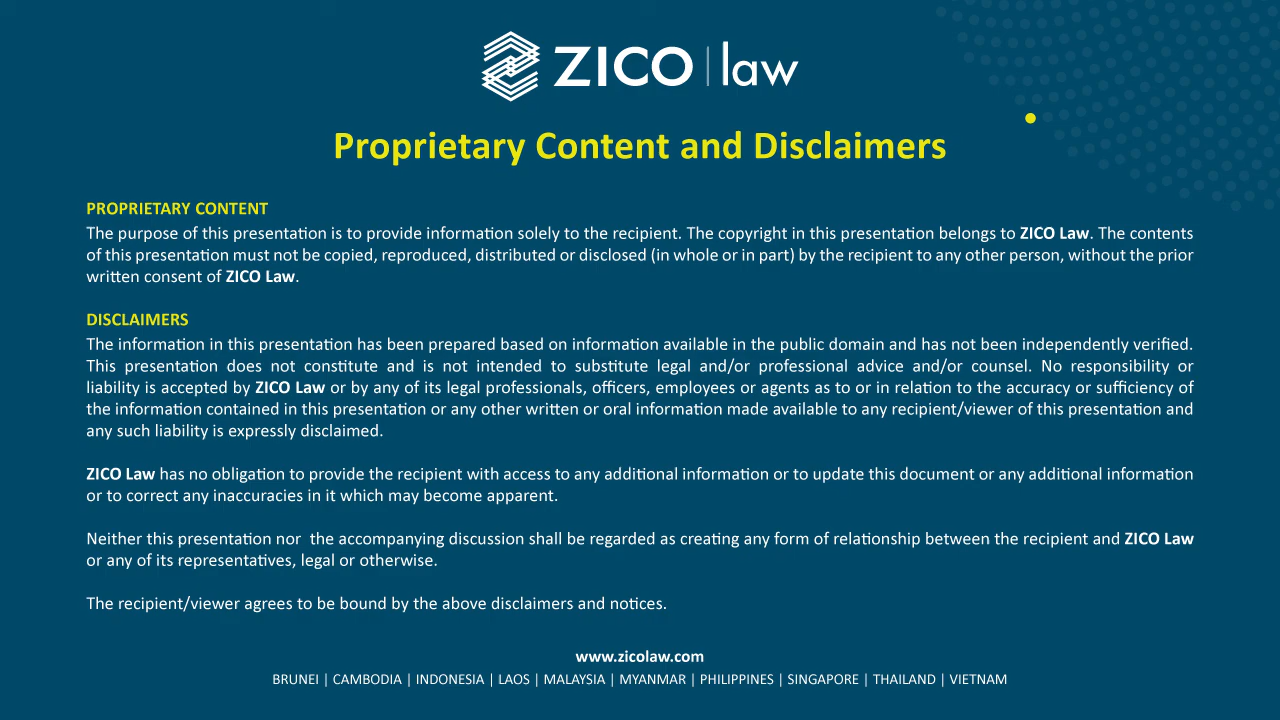 ZICO | law
Proprietary Content and Disclaimers
PROPRIETARY CONTENT
The purpose of this presentation is to provide information solely to the recipient. The copyright in this presentation belongs to ZICO Law. The contents
of this presentation must not be copied, reproduced, distributed or disclosed (in whole or in part) by the recipient to any other person, without the prior
written consent of ZICO Law.
DISCLAIMERS
The information in this presentation has been prepared based on information available in the public domain and has not been independently verified.
This presentation does not constitute and is not intended to substitute legal and/or professional advice and/or counsel. No responsibility or
liability is accepted by ZICO Law or by any of its legal professionals, officers, employees or agents as to or in relation to the accuracy or sufficiency of
the information contained in this presentation or any other written or oral information made available to any recipient/viewer of this presentation and
any such liability is expressly disclaimed.
ZICO Law has no obligation to provide the recipient with access to any additional information or to update this document or any additional information
or to correct any inaccuracies in it which may become apparent.
Neither this presentation nor  the accompanying discussion shall be regarded as creating any form of relationship between the recipient and ZICO Law
or any of its representatives, legal or otherwise.
The recipient/viewer agrees to be bound by the above disclaimers and notices.
www.zicolaw.com
BRUNEI | CAMBODIA | INDONESIA | LAOS | MALAYSIA | MYANMAR | PHILIPPINES | SINGAPORE | THAILAND | VIETNAM